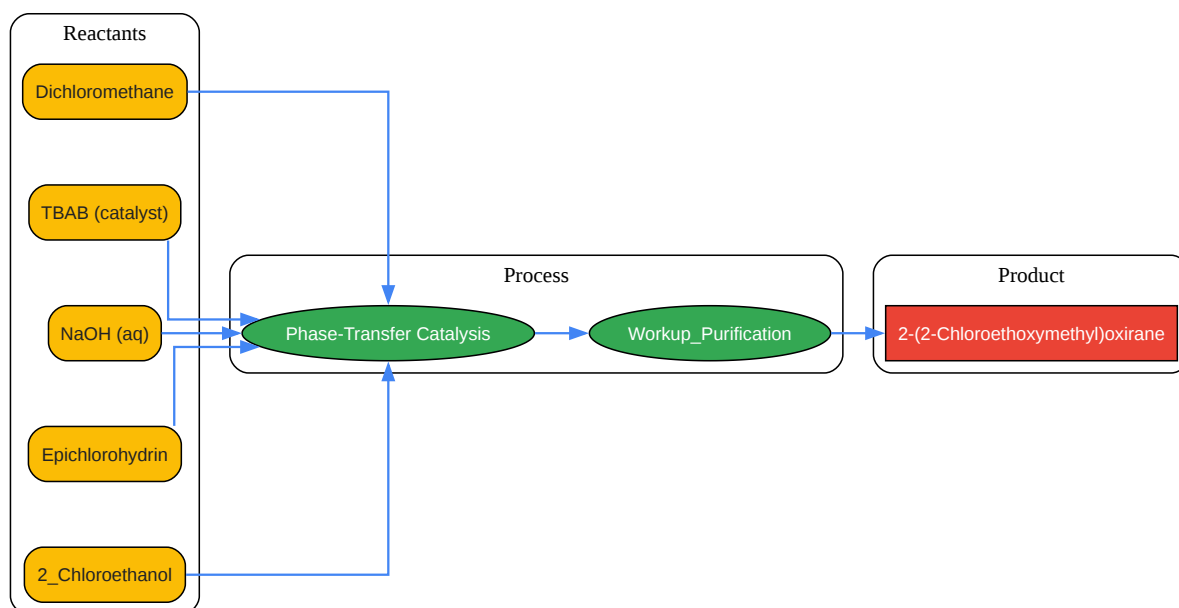 Reactants
Dichloromethane
TBAB (catalyst)
NaOH (aq)
Epichlorohydrin
2_Chloroethanol
Process
Phase-Transfer Catalysis
Workup_Purification
Product
2-(2-Chloroethoxymethyl)oxirane